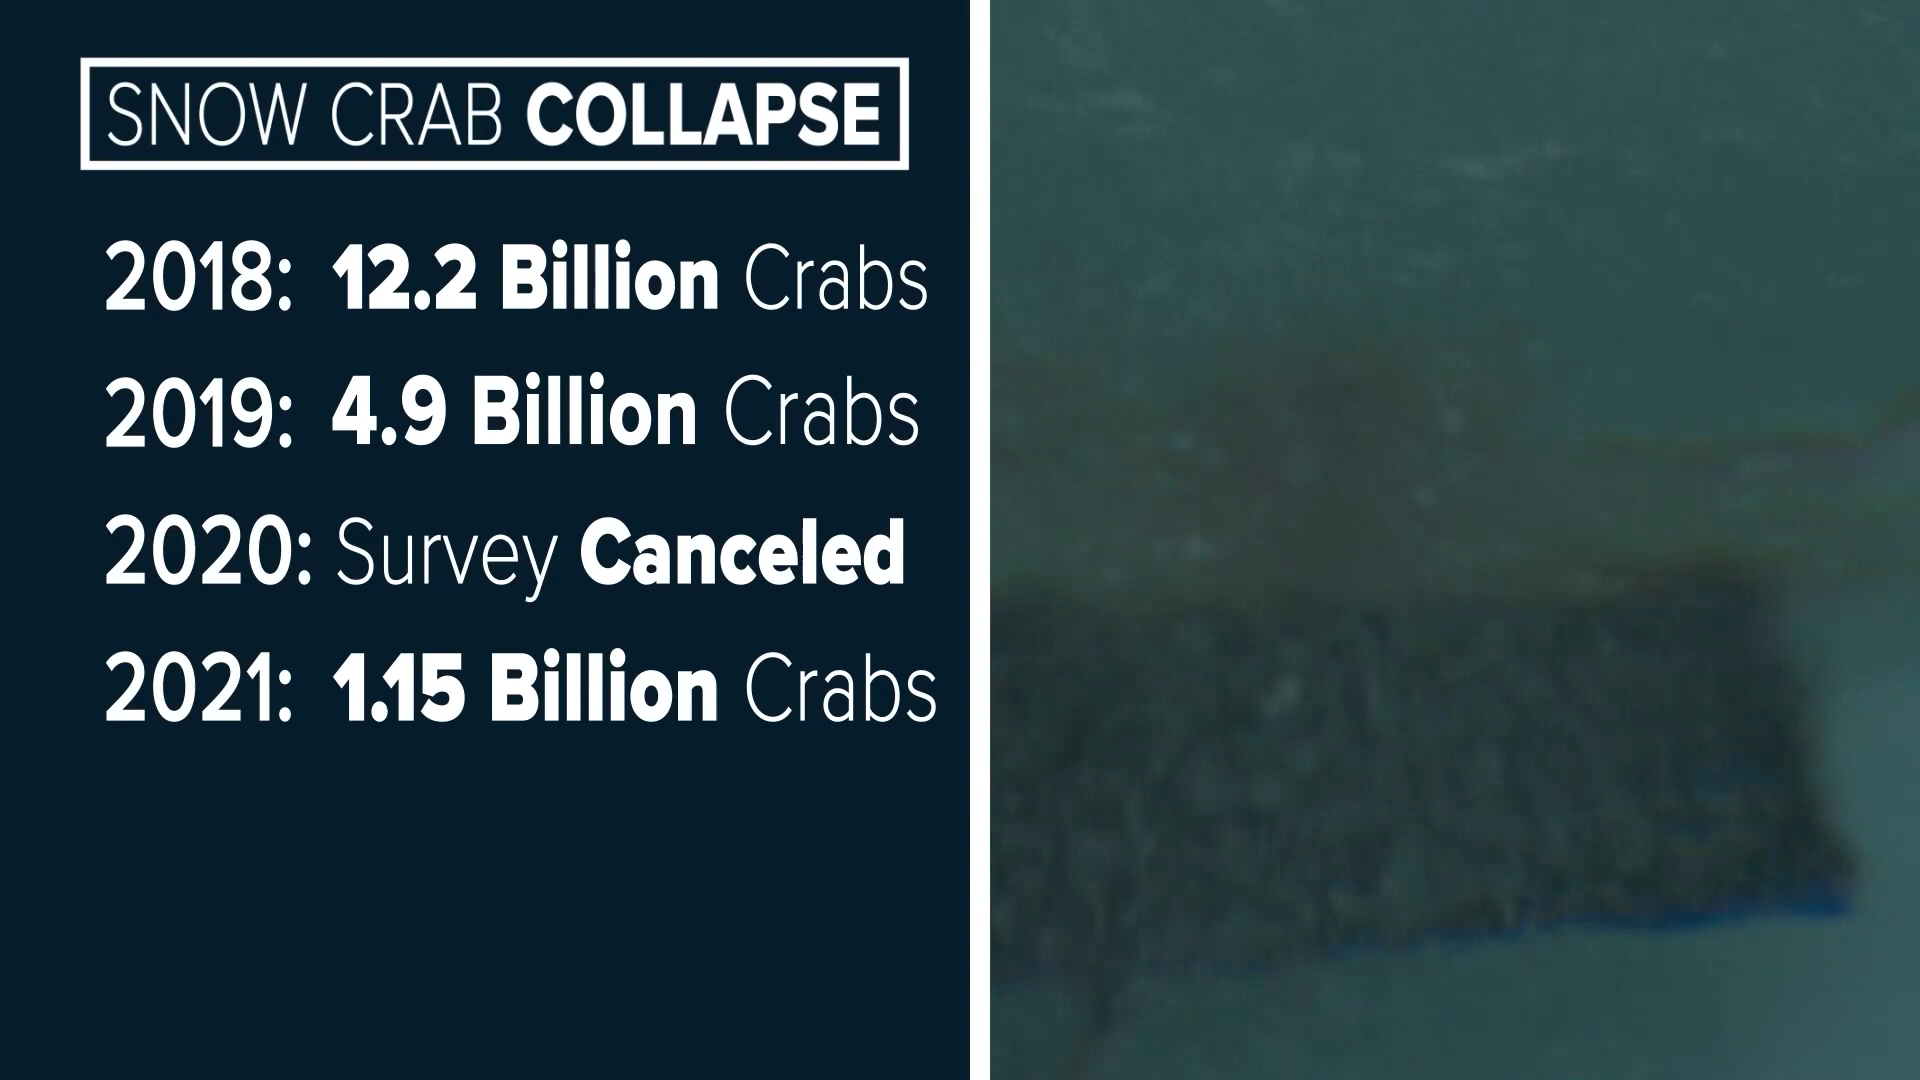 SNOW CRAB COLLAPSE
2018: 12.2 Billion Crabs
2019: 4.9 Billion Crabs
2020: Survey Canceled
2021: 1.15 Billion Crabs